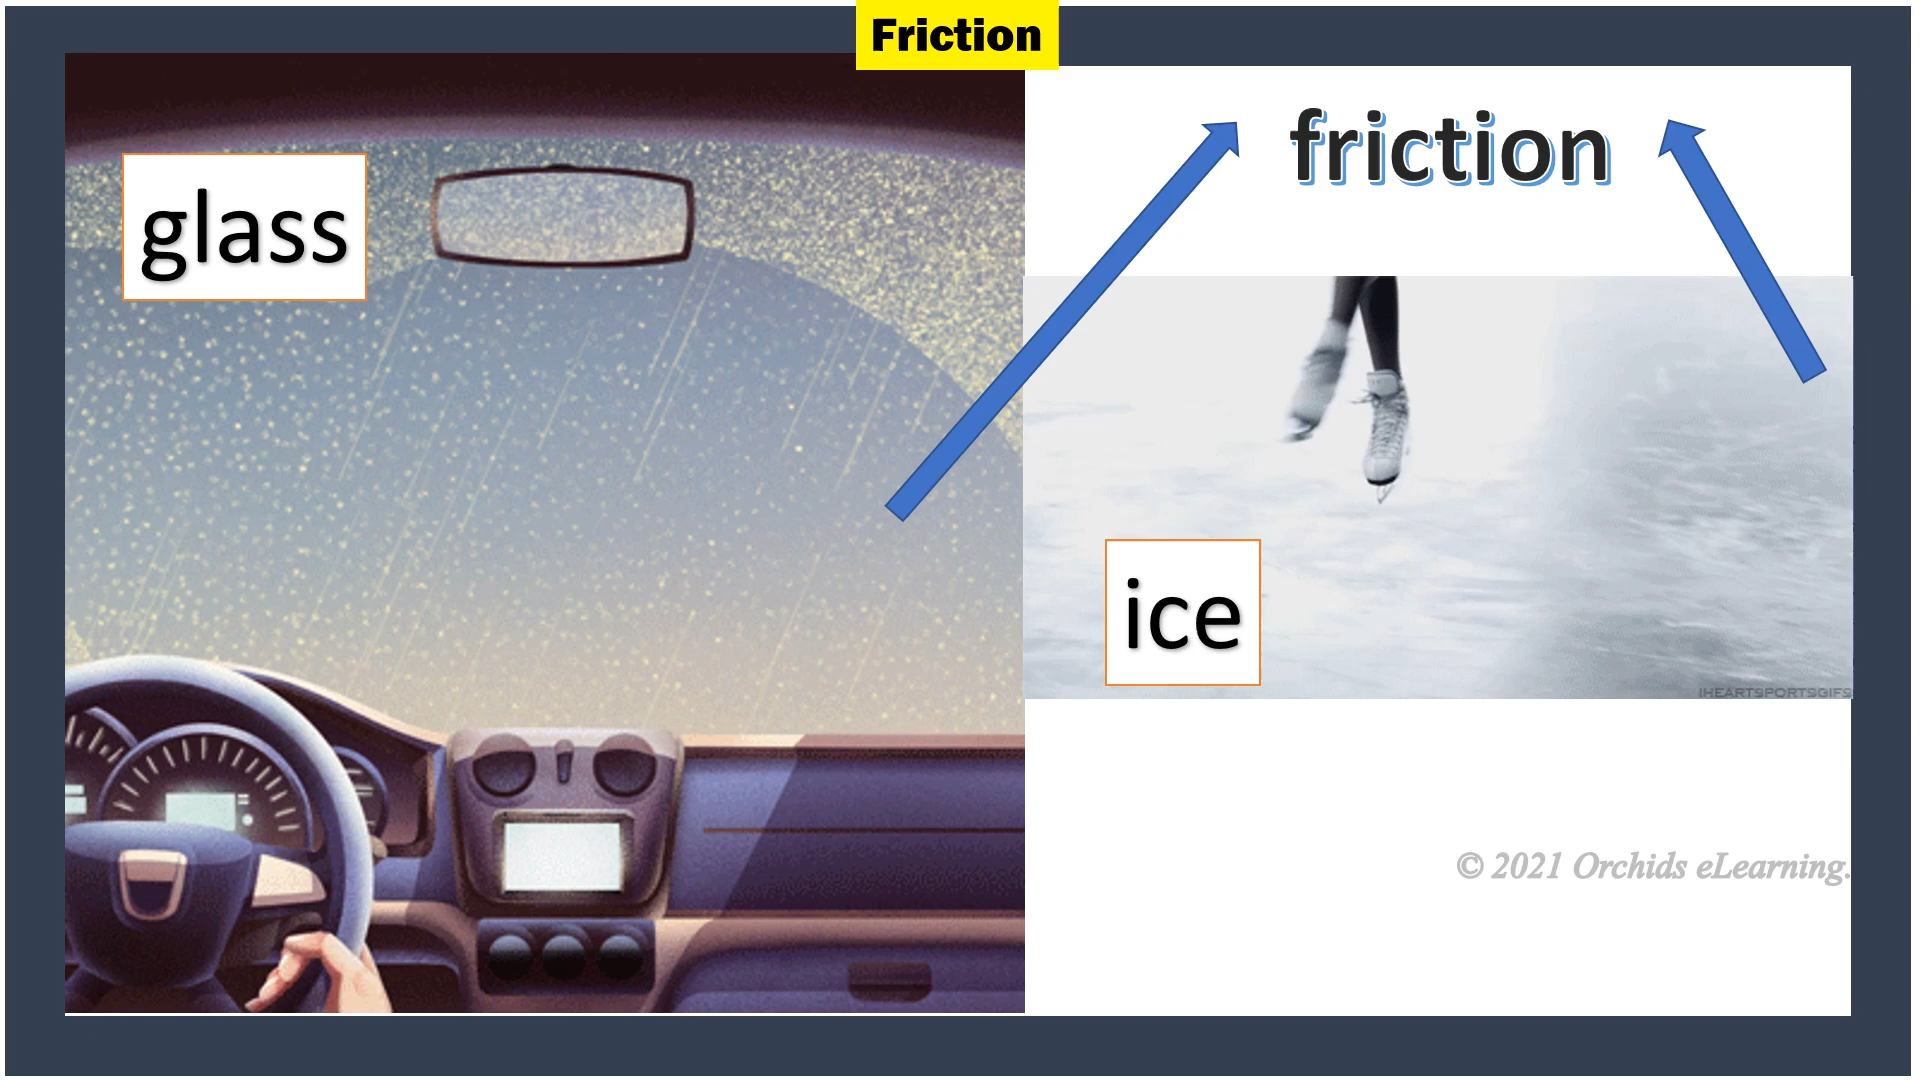 Friction
glass
friction
ice
IHEARTSPORTSGIFS
© 2021 Orchids eLearning.